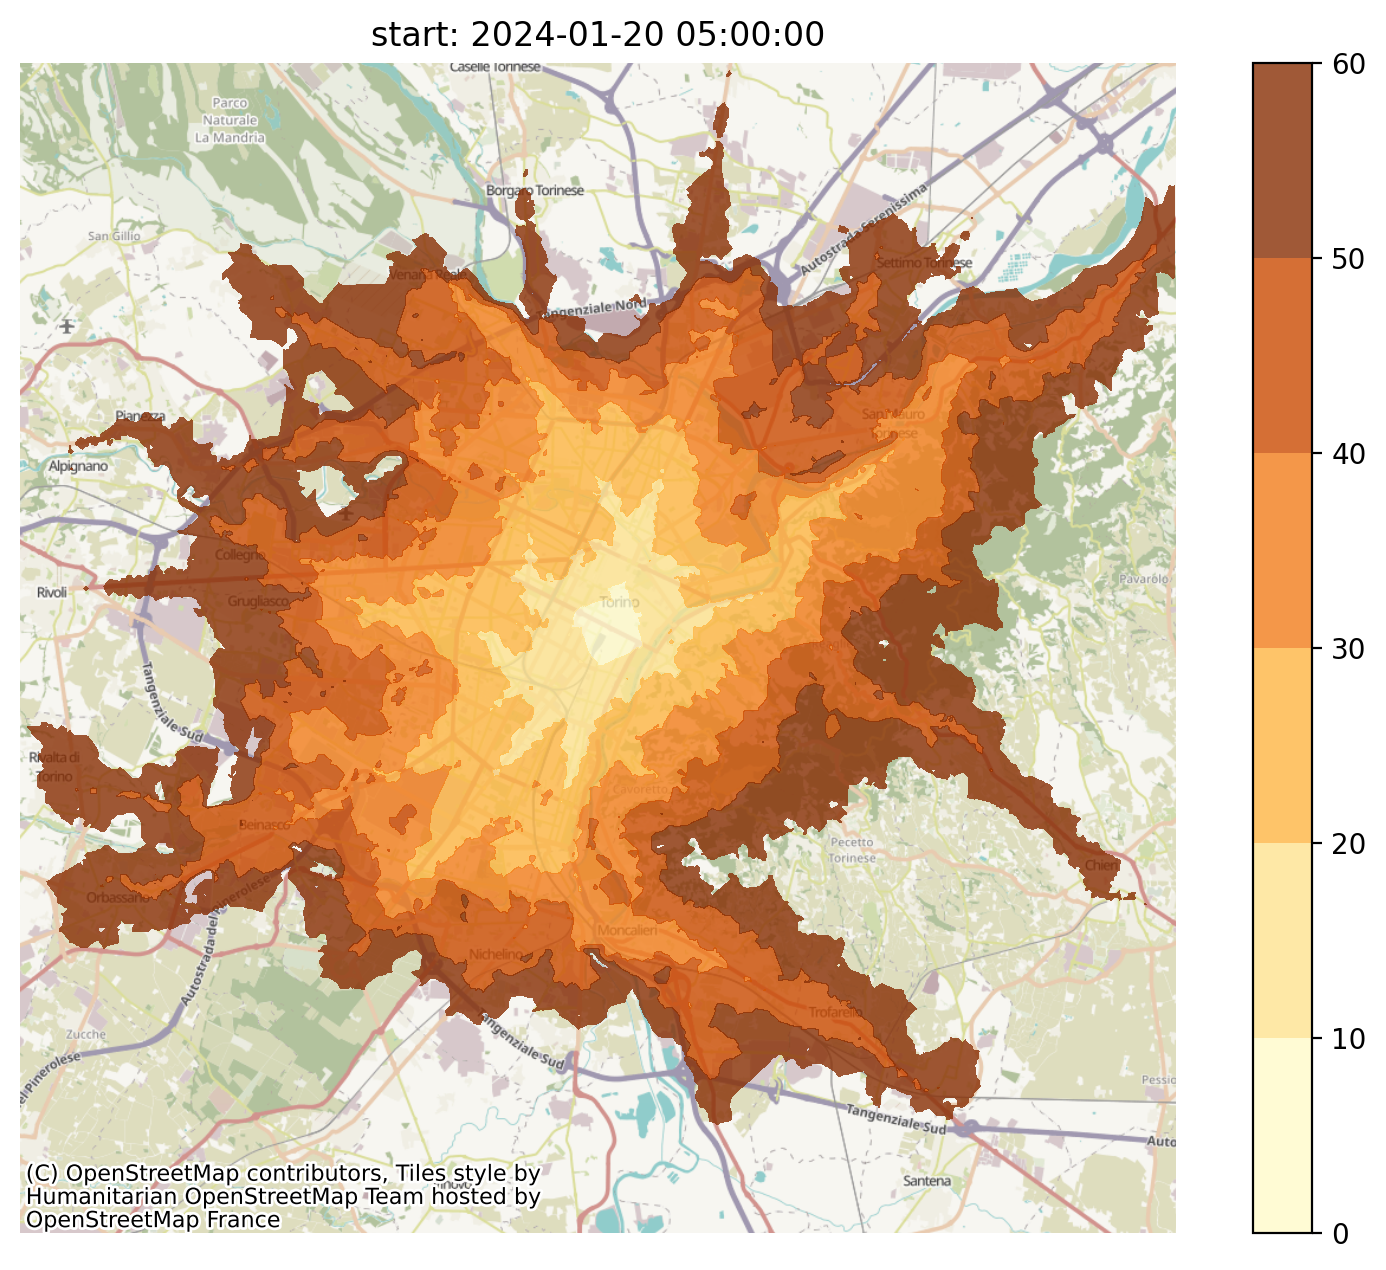 start: 2024-01-20 05:00:00
60
Caselle Torinese
Parco
Naturale
La Mandria
Borgaro Torinese
Autostrada Serenissima
San Gillio
50
Settimo Torinese
Venaria Reale
Tangenziale Nord
Pianezza
San Mauro
Torinese
40
Alpignano
Collegno
Pavarolo
Rivoli
Grugliasco
Torino
30
Tangenziale Sud
Rivalta di
Torino
Cavoretto
Beinasco
20
Pecetto
Torinese
Chieri
Orbassano
Autostrada del Pinerolese
Moncalieri
Nichelino
Trofarello
Zucche
Tangenziale Sud
10
Pessio
Tangenziale Sud
Auto
Santena
(C) OpenStreetMap contributors, Tiles style by
Humanitarian OpenStreetMap Team hosted by
OpenStreetMap France
0